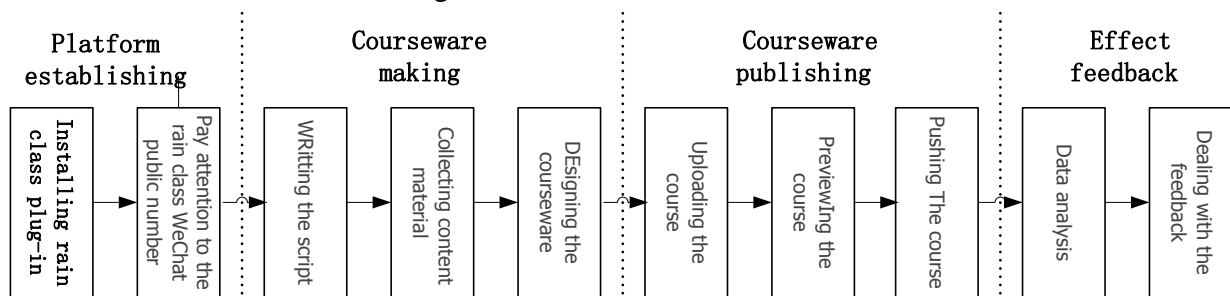 Platform
establishing
Courseware
making
Courseware
publishing
Effect
feedback
Installing rain
class plug-in
Pay attention to the
rain class WeChat
public number
WRitting the script
Collecting content
material
DEsigning the
courseware
Uploading the
course
PreviewIng the
course
Pushing The course
Data analysis
Dealing with the
feedback